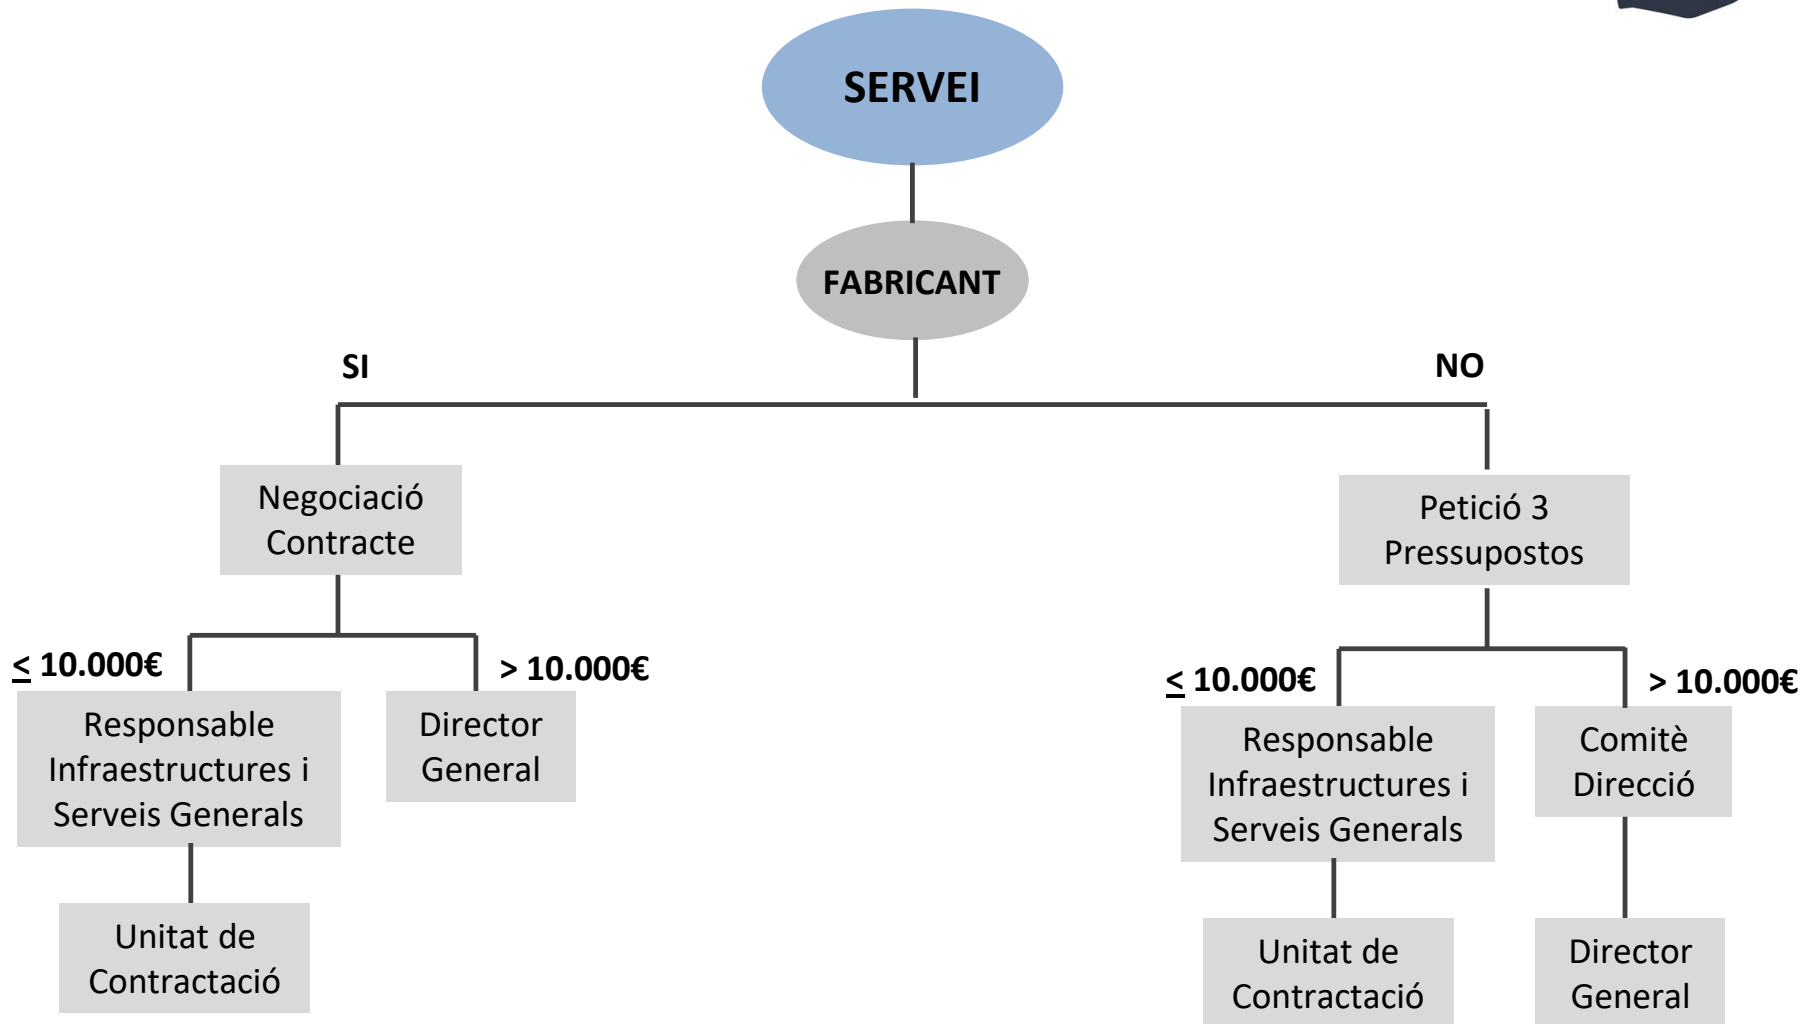 SERVEI
FABRICANT
SI
NO
Negociació
Contracte
Petició 3
Pressupostos
≤ 10.000€
> 10.000€
≤ 10.000€
> 10.000€
Responsable
Infraestructures i
Serveis Generals
Director
General
Responsable
Infraestructures i
Serveis Generals
Comitè
Direcció
Unitat de
Contractació
Unitat de
Contractació
Director
General